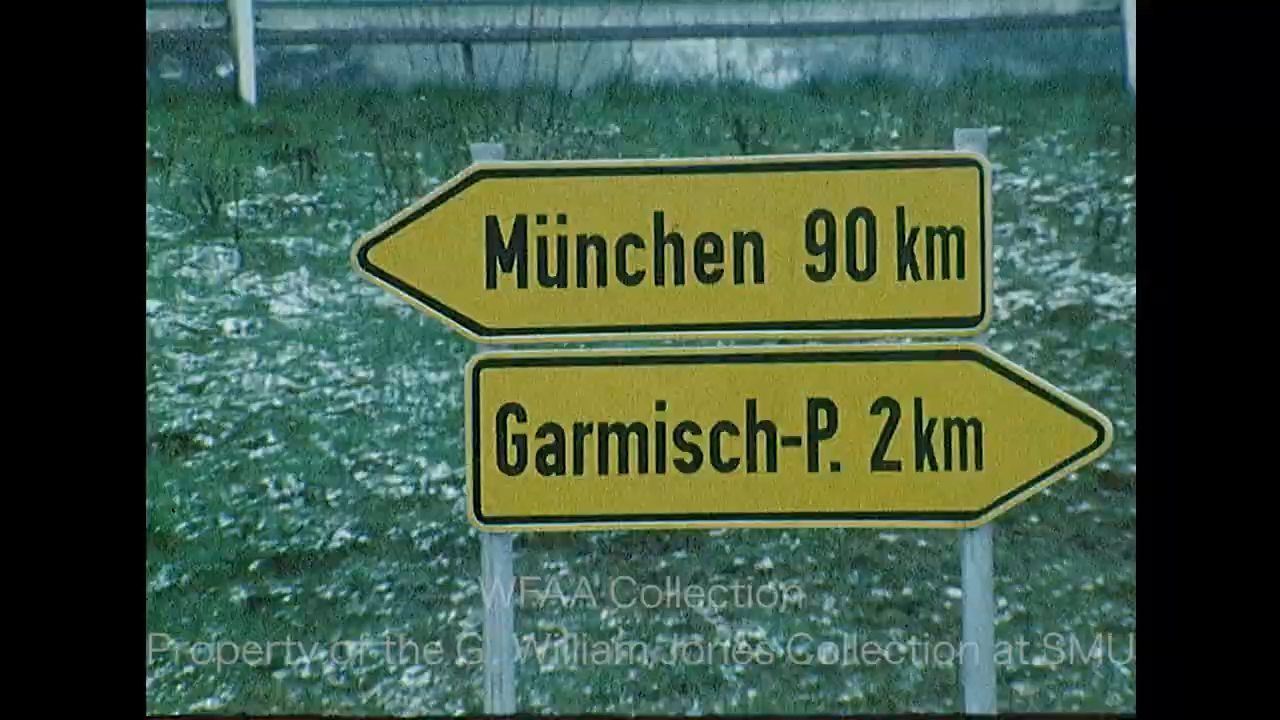 München 90 km
Garmisch-P. 2 km
WFAA Collection
Property of the G. William Jones Collection at SMU